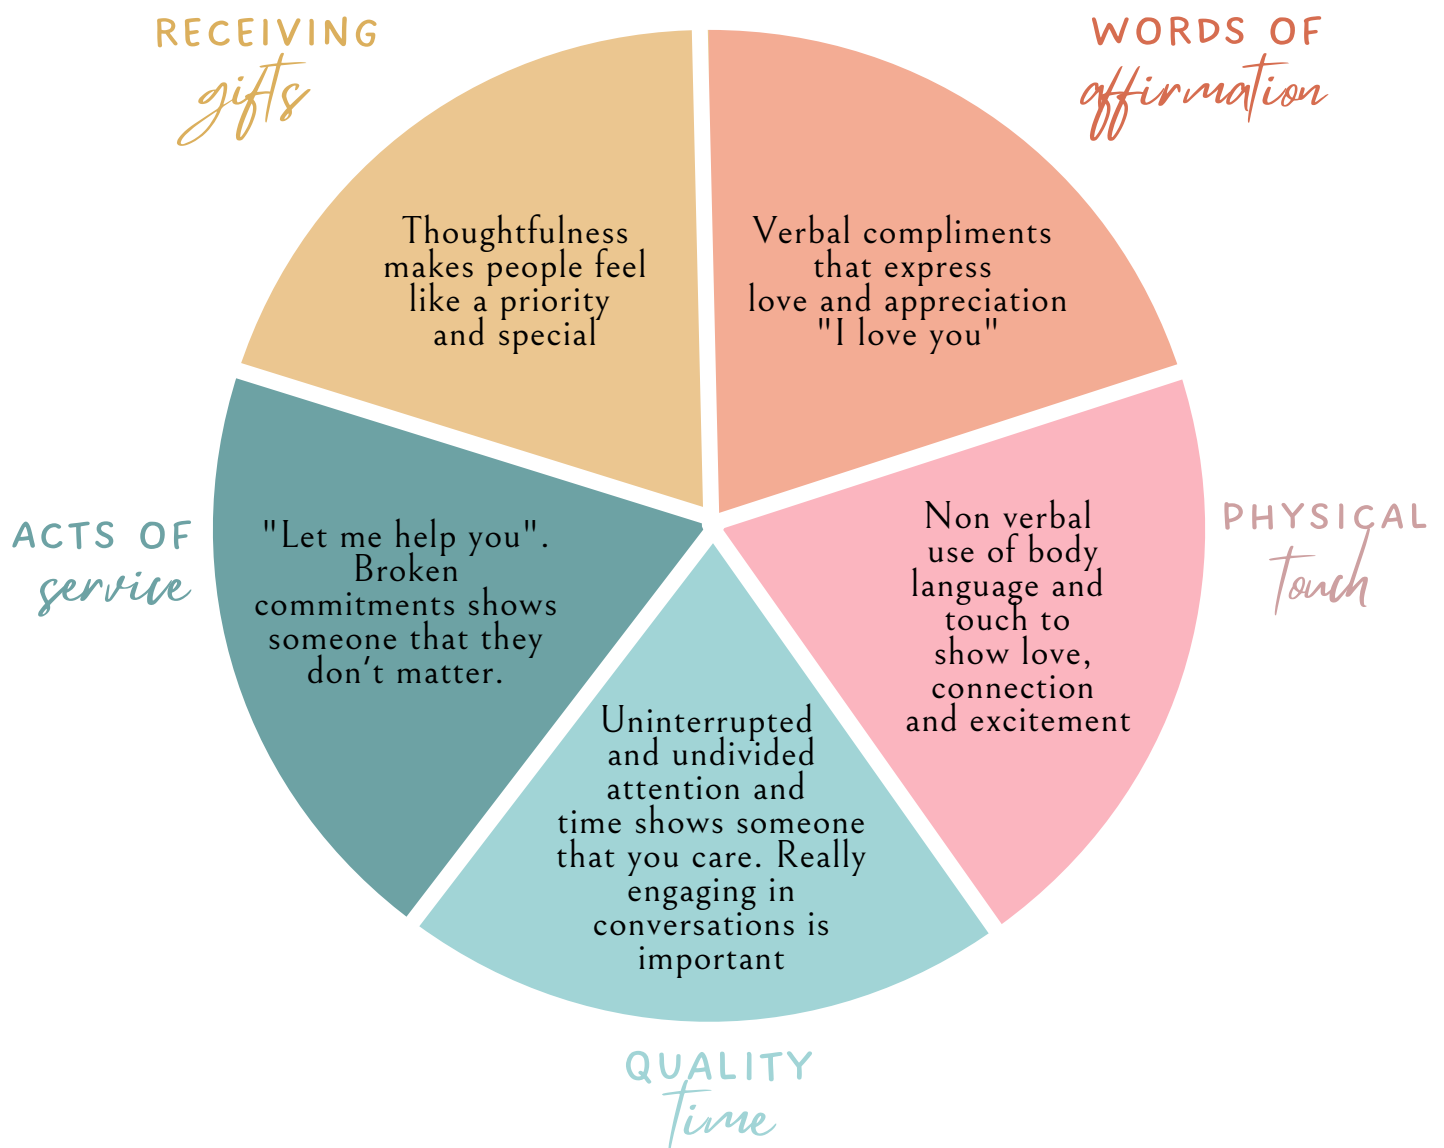 RECEIVING
gifts
WORDS OF
affirmation
Thoughtfulness
makes people feel
like a priority
and special
Verbal compliments
that express
love and appreciation
"I love you"
ACTS OF
service
"Let me help you".
Broken
commitments shows
someone that they
don't matter.
PHYSICAL
touch
Non verbal
use of body
language and
touch to
show love,
connection
and excitement
Uninterrupted
and undivided
attention and
time shows someone
that you care. Really
engaging in
conversations is
important
QUALITY
time